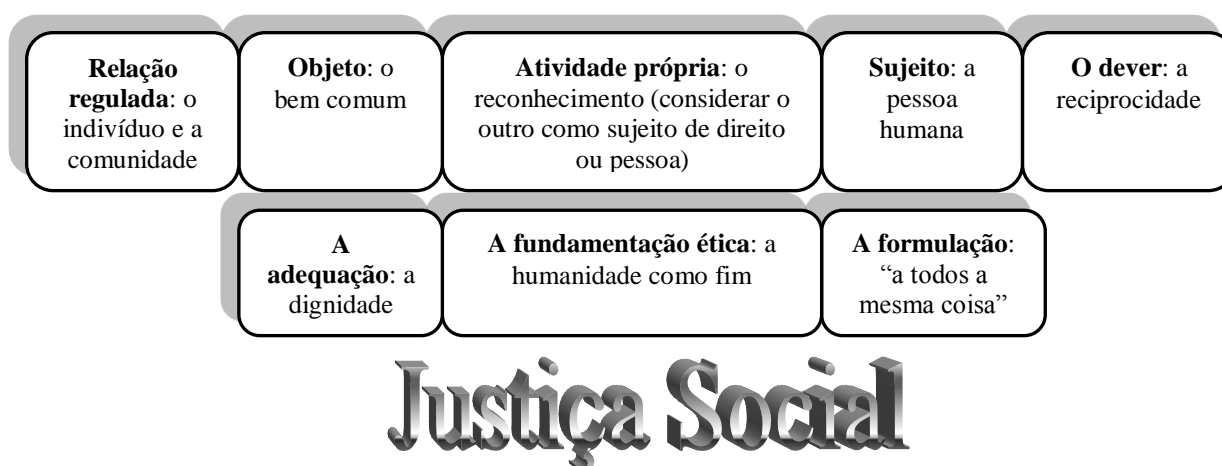 Relação
regulada: o
indivíduo e a
comunidade
Objeto: o
bem comum
Atividade própria: o
reconhecimento (considerar o
outro como sujeito de direito
ou pessoa)
Sujeito: a
pessoa
humana
O dever: a
reciprocidade
A
adequação: a
dignidade
A fundamentação ética: a
humanidade como fim
A formulação:
“a todos a
mesma coisa”
Justiça Social